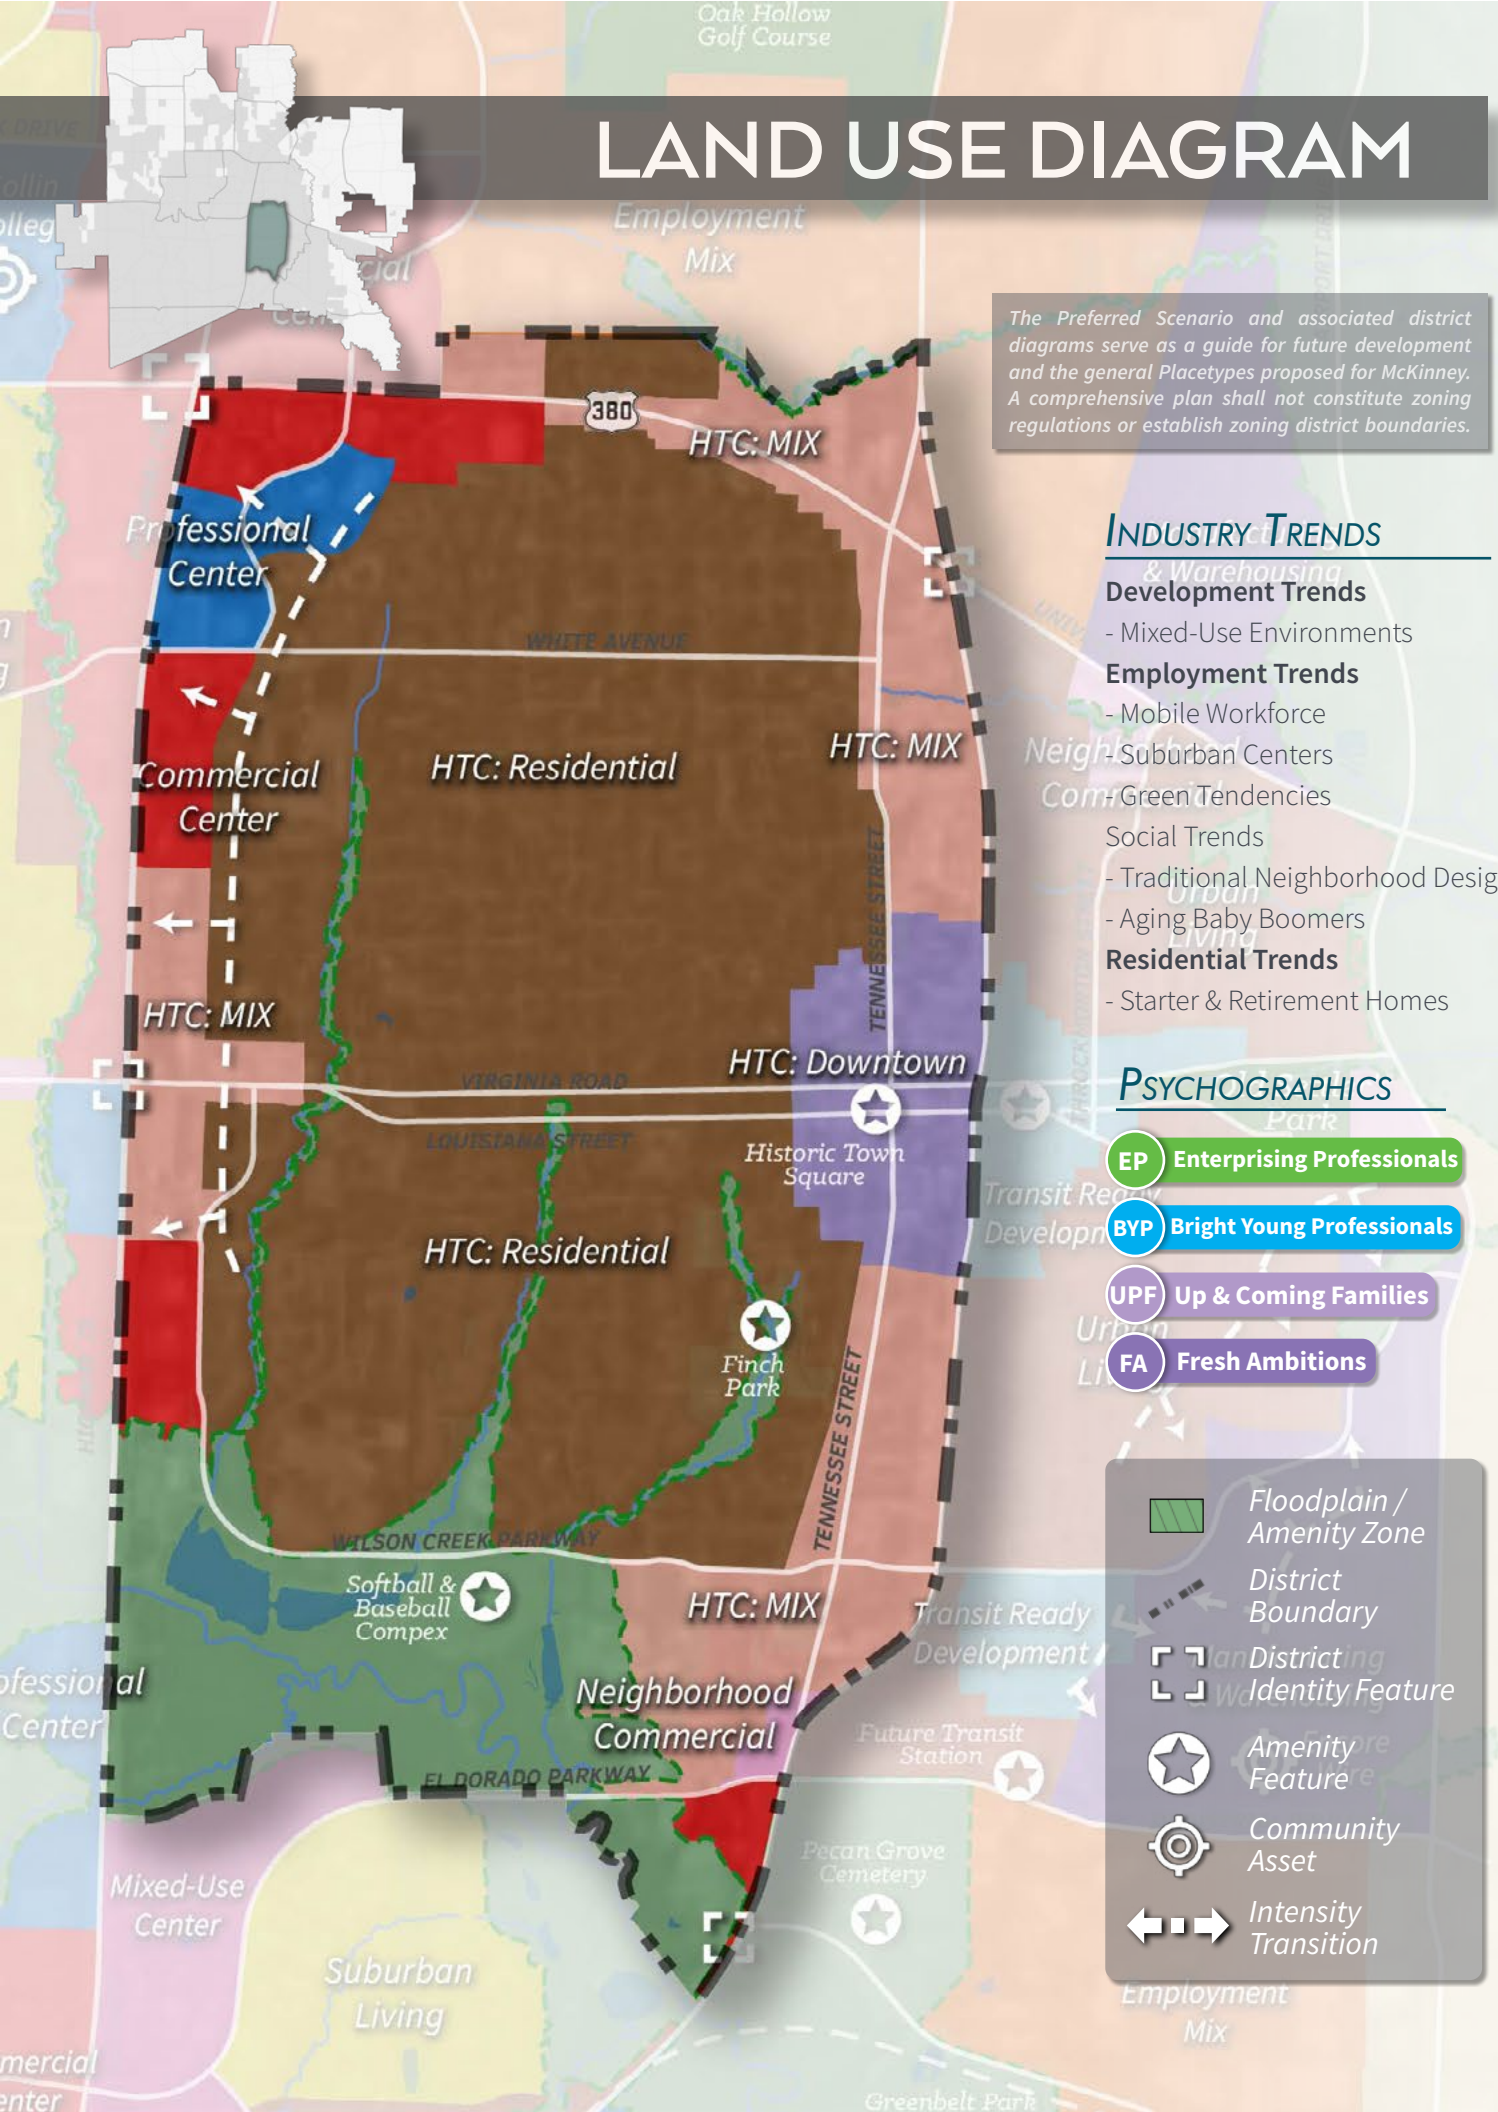 Oak Hollow
Golf Course
DRIVE
LAND USE DIAGRAM
Employment
Mix
The Preferred Scenario and associated district
diagrams serve as a guide for future development
and the general Placetypes proposed for McKinney.
A comprehensive plan shall not constitute zoning
regulations or establish zoning district boundaries.
380
HTC: MIX
Professional
Center
WHITE AVENUE
HTC: Residential
HTC: MIX
Commercial
Center
TENNESSEE STREET
HTC: MIX
HTC: Downtown
VIRGINIA ROAD
LOUISIANA STREET
Historic Town
Square
HTC: Residential
Finch
Park
TENNESSEE STREET
WILSON CREEK PARKWAY
Softball &
Baseball
Compex
HTC: MIX
Neighborhood
Commercial
EL DORADO PARKWAY
INDUSTRY TRENDS
& Warehousing
Development Trends
- Mixed-Use Environments
Employment Trends
- Mobile Workforce
- Suburban Centers
- Green Tendencies
Social Trends
- Traditional Neighborhood Desig
- Aging Baby Boomers
Residential Trends
- Starter & Retirement Homes
Urban
Living
PSYCHOGRAPHICS
Park
EP Enterprising Professionals
BYP Bright Young Professionals
UPF Up & Coming Families
FA Fresh Ambitions
Transit Ready
Urban
Floodplain /
Amenity Zone
District
Boundary
District
Identity Feature
Amenity
Feature
Community
Asset
Intensity
Transition
Transit Ready
Development
Future Transit
Station
Pecan Grove
Cemetery
Center
Mixed-Use
Center
Suburban
Living
Employment
Mix
Greenbelt Park